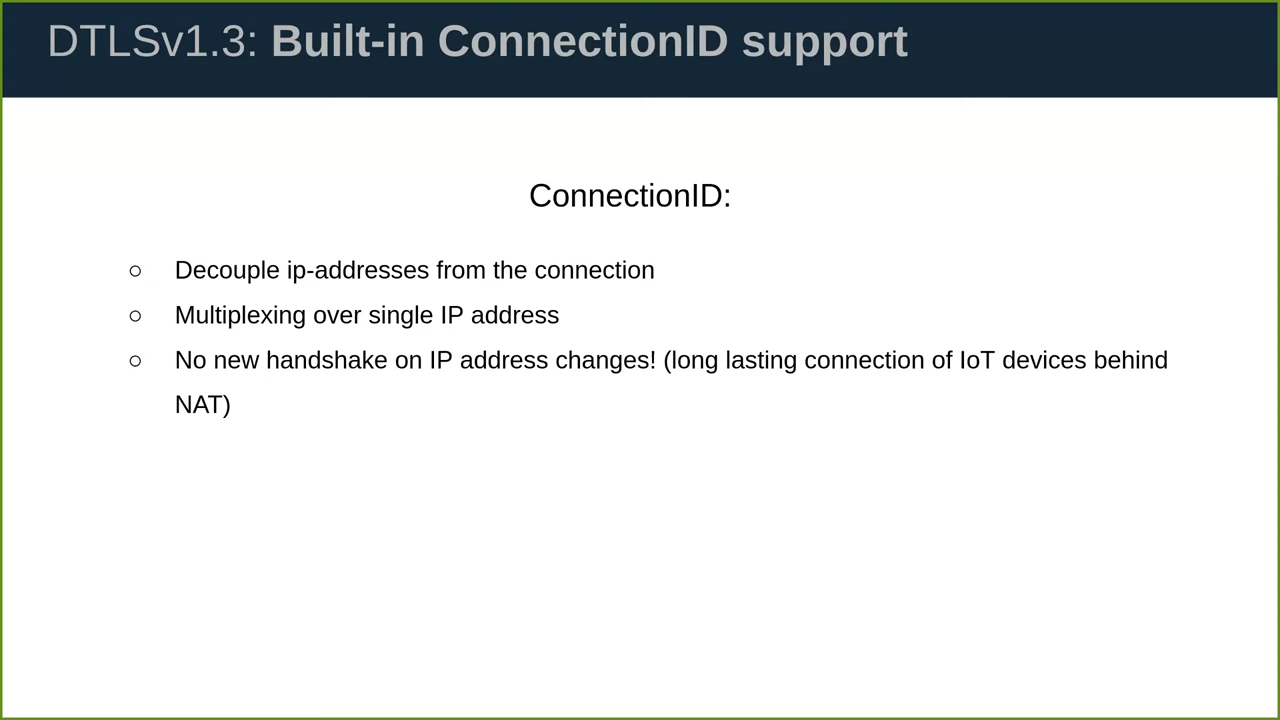 DTLSv1.3: Built-in ConnectionID support
ConnectionID:
○ Decouple ip-addresses from the connection
○ Multiplexing over single IP address
○ No new handshake on IP address changes! (long lasting connection of IoT devices behind
NAT)